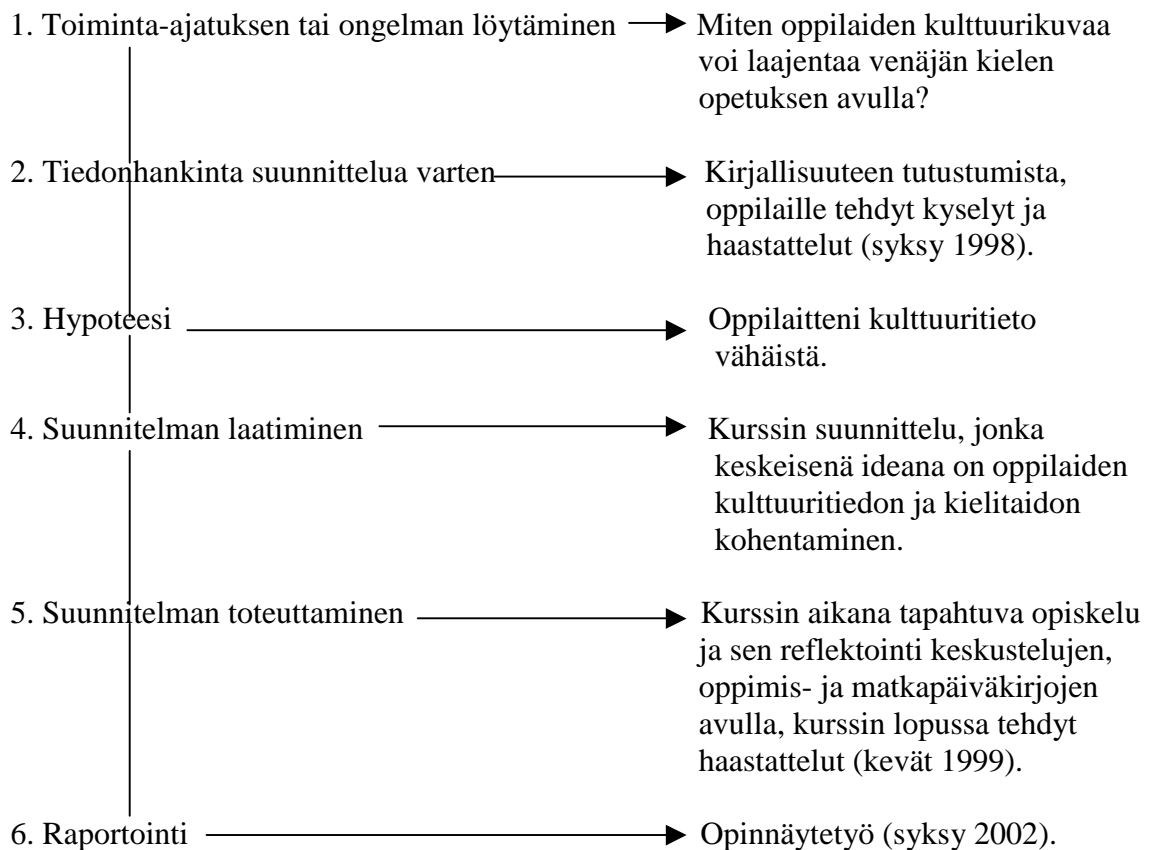 1. Toiminta-ajatuksen tai ongelman löytäminen
Miten oppilaiden kulttuurikuvaa
voi laajentaa venäjän kielen
opetuksen avulla?
2. Tiedonhankinta suunnittelua varten
Kirjallisuuteen tutustumista,
oppilaille tehdyt kyselyt ja
haastattelut (syksy 1998).
3. Hypoteesi
Oppilaitteni kulttuuritieto
vähäistä.
4. Suunnitelman laatiminen
Kurssin suunnittelu, jonka
keskeisenä ideana on oppilaiden
kulttuuritiedon ja kielitaidon
kohentaminen.
5. Suunnitelman toteuttaminen
Kurssin aikana tapahtuva opiskelu
ja sen reflektointi keskustelujen,
oppimis- ja matkapäiväkirjojen
avulla, kurssin lopussa tehdyt
haastattelut (kevät 1999).
6. Raportointi
Opinnäytetyö (syksy 2002).